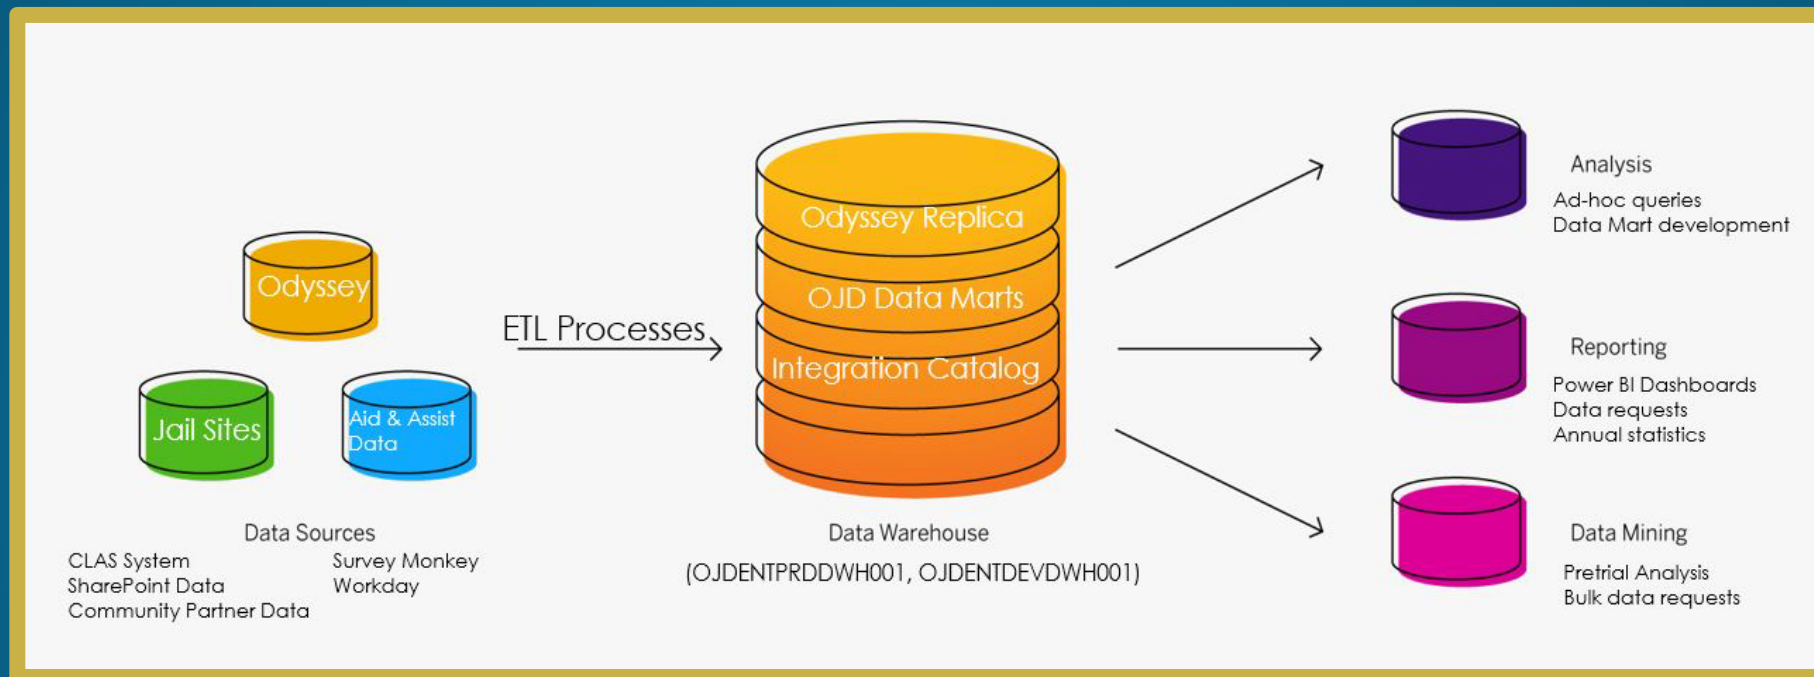 Odyssey
Jail Sites
Aid & Assist
Data
Data Sources
CLAS System
SharePoint Data
Community Partner Data
Survey Monkey
Workday
ETL Processes
Odyssey Replica
OJD Data Marts
Integration Catalog
Data Warehouse
(OJDENTPRDDWH001, OJDENTDEVDWH001)
Analysis
Ad-hoc queries
Data Mart development
Reporting
Power BI Dashboards
Data requests
Annual statistics
Data Mining
Pretrial Analysis
Bulk data requests